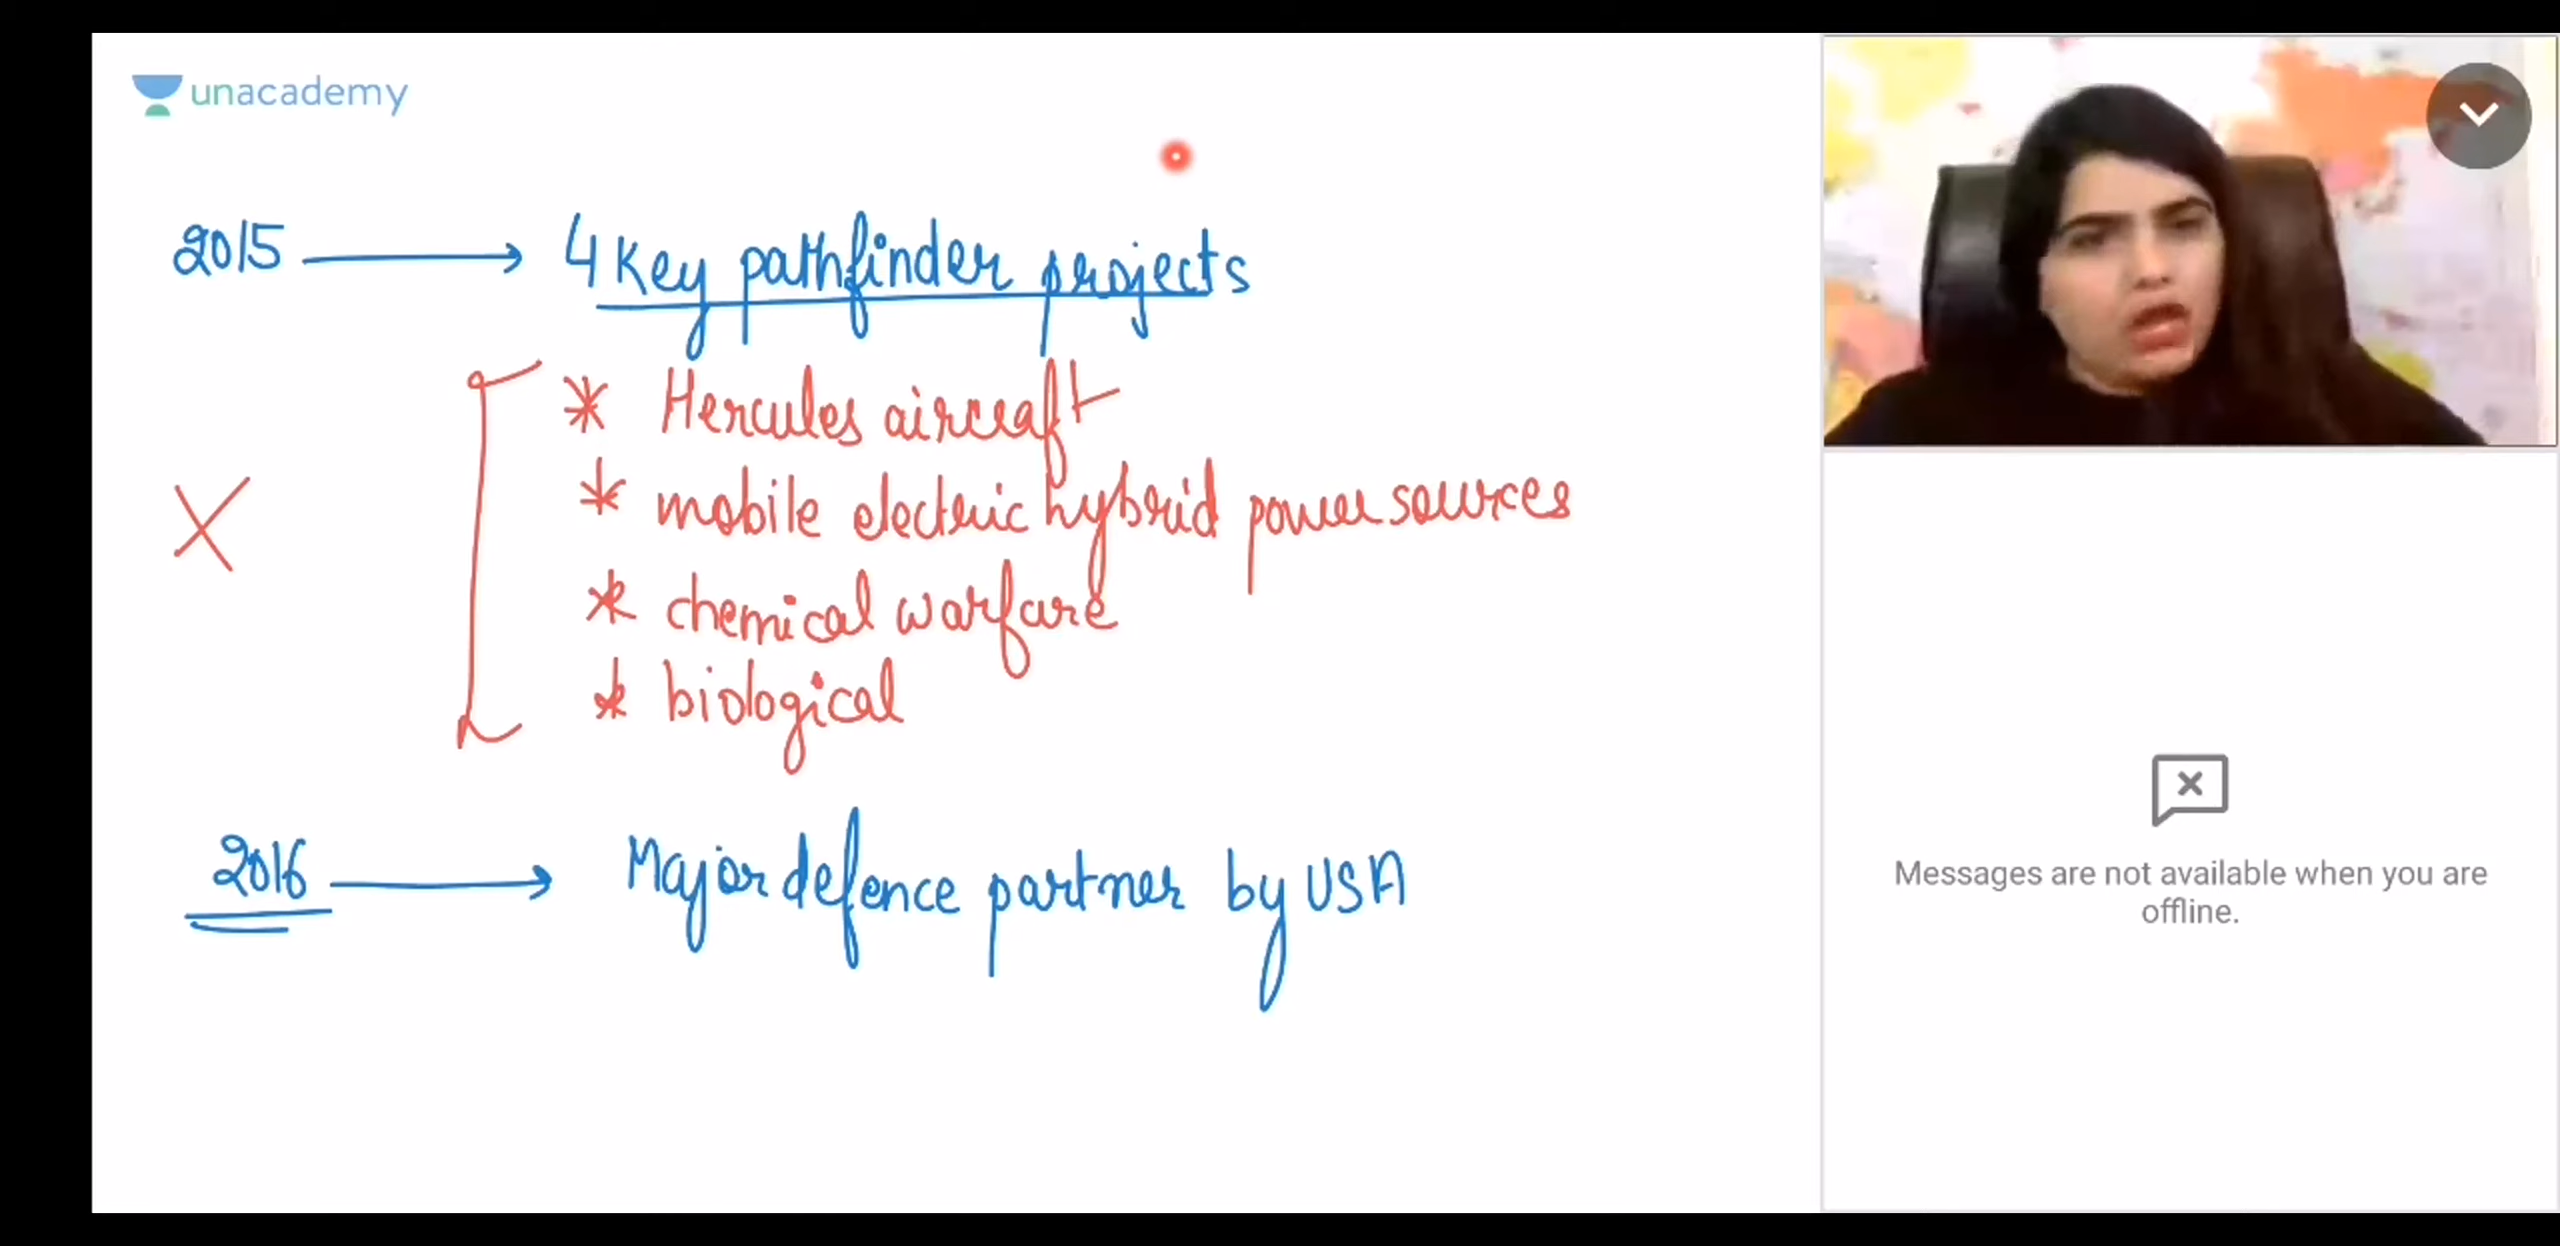 unacademy
2015 → 4 Key pathfinder projects
* Hercules aircraft
* mobile electric hybrid power sources
* chemical warfare
* biological
2016 → Major defence partner by USA
Messages are not available when you are
offline.